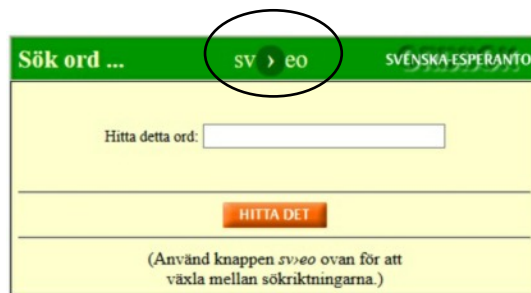 Sök ord ... sv › eo SVENSKA-ESPERANTO
Hitta detta ord:
HITTA DET
(Använd knappen sv›eo ovan för att
växla mellan sökriktningarna.)